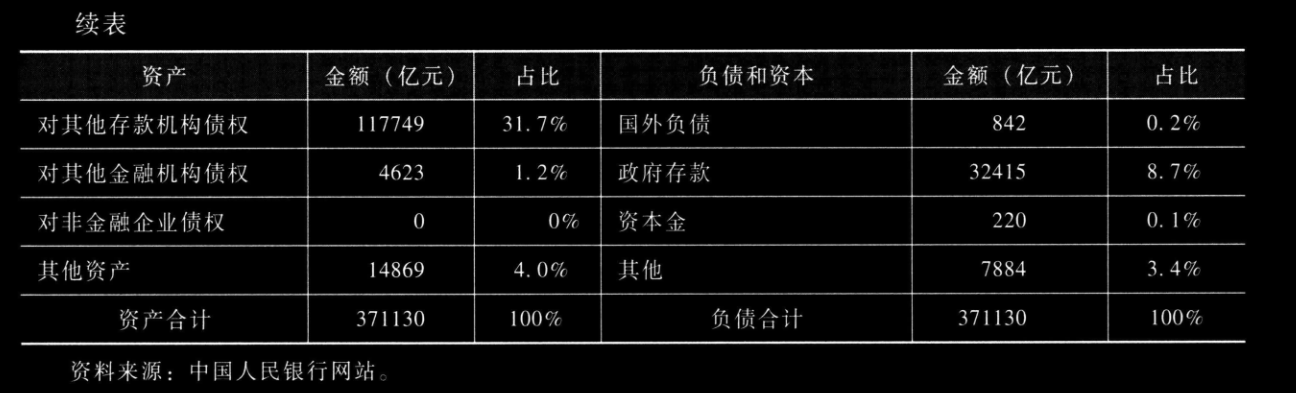 续表
资产 金额（亿元） 占比 负债和资本 金额（亿元） 占比
对其他存款机构债权 117749 31.7% 国外负债 842 0.2%
对其他金融机构债权 4623 1.2% 政府存款 32415 8.7%
对非金融企业债权 0 0% 资本金 220 0.1%
其他资产 14869 4.0% 其他 7884 3.4%
资产合计 371130 100% 负债合计 371130 100%
资料来源：中国人民银行网站。